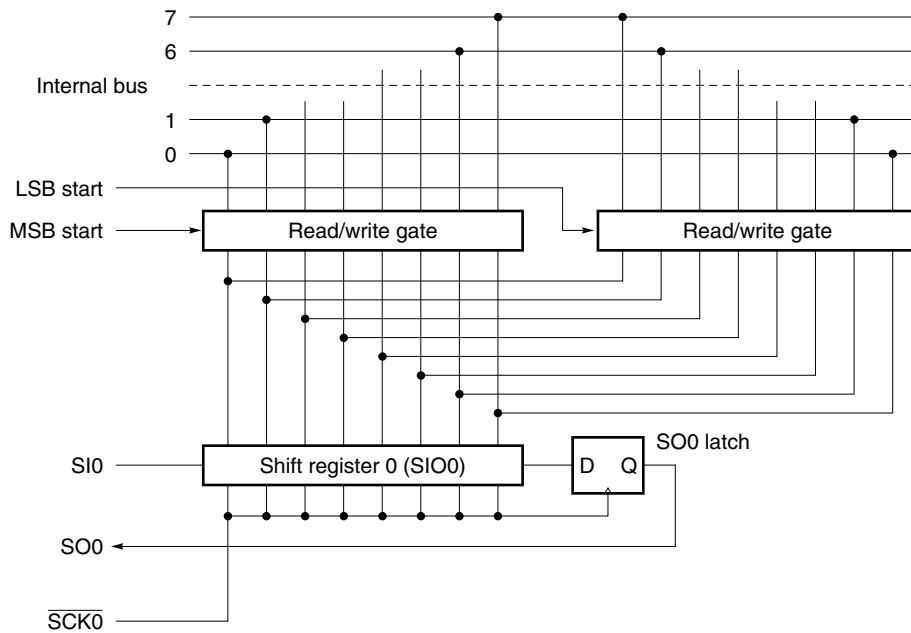 7
6
Internal bus
1
0
LSB start
MSB start
Read/write gate
Read/write gate
SO0 latch
SI0
Shift register 0 (SIO0)
D
Q
SO0
SCK0